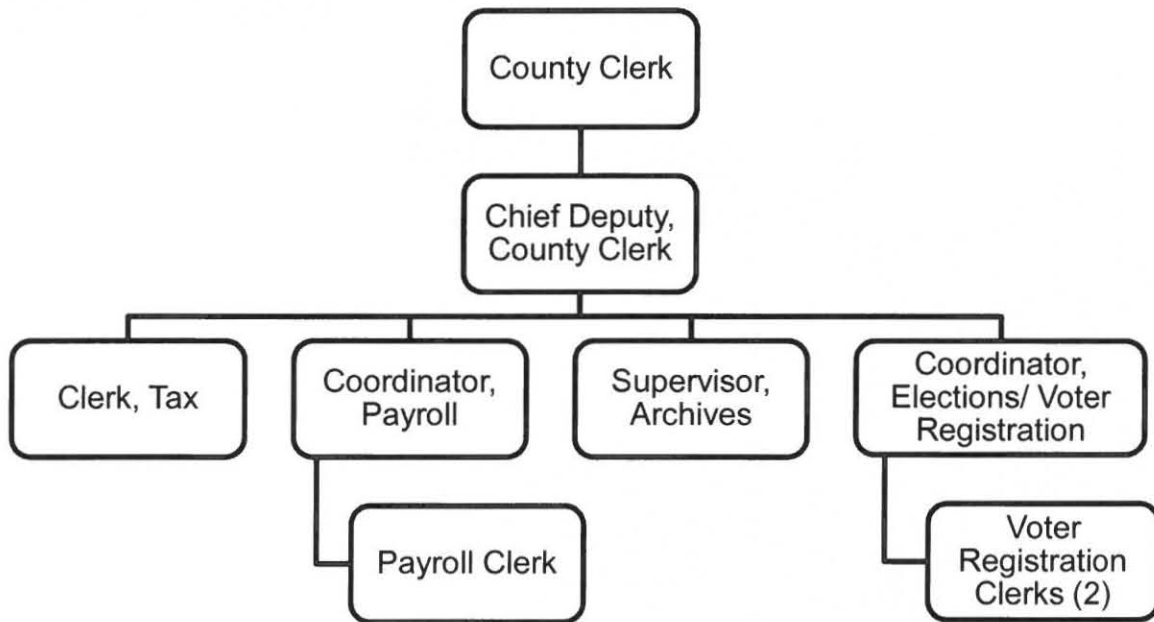 County Clerk
Chief Deputy,
County Clerk
Clerk, Tax
Coordinator,
Payroll
Supervisor,
Archives
Coordinator,
Elections/ Voter
Registration
Payroll Clerk
Voter
Registration
Clerks (2)